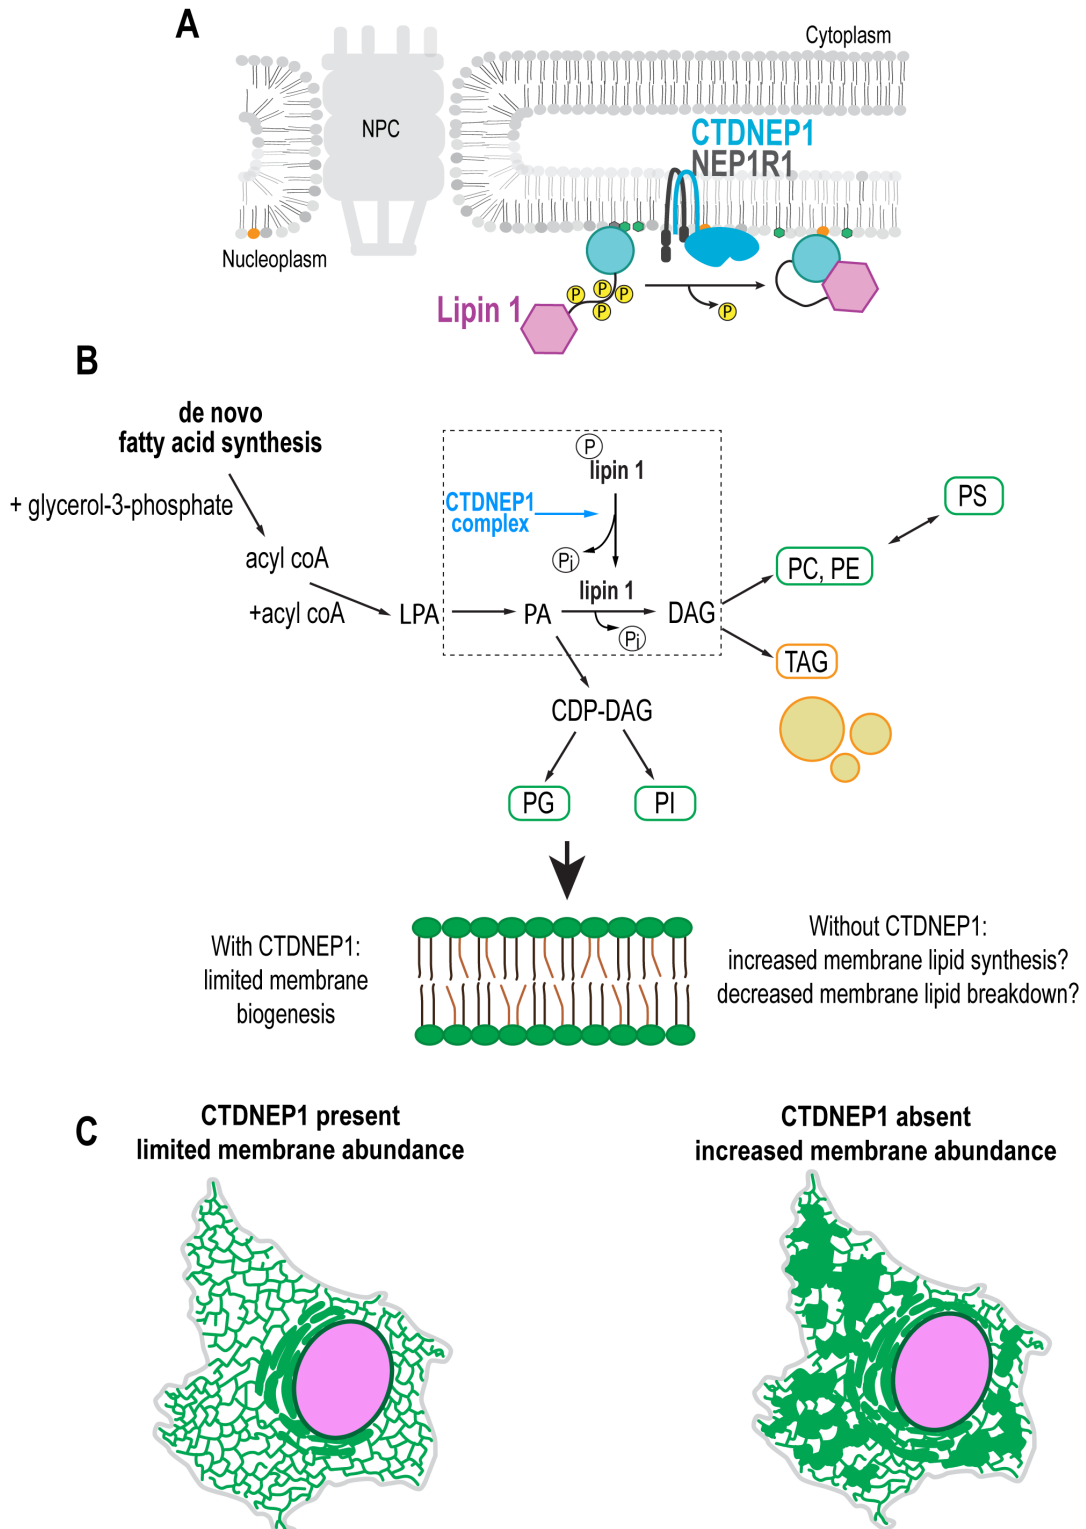 A
Cytoplasm
NPC
CTDNEP1
NEP1R1
Nucleoplasm
Lipin 1
P
P
P
P
P
B
de novo
fatty acid synthesis
+ glycerol-3-phosphate
acyl coA
+acyl coA
LPA
P
lipin 1
CTDNEP1
complex
Pi
lipin 1
PA
DAG
Pi
PS
PC, PE
TAG
CDP-DAG
PG
PI
With CTDNEP1:
limited membrane
biogenesis
Without CTDNEP1:
increased membrane lipid synthesis?
decreased membrane lipid breakdown?
C
CTDNEP1 present
limited membrane abundance
CTDNEP1 absent
increased membrane abundance